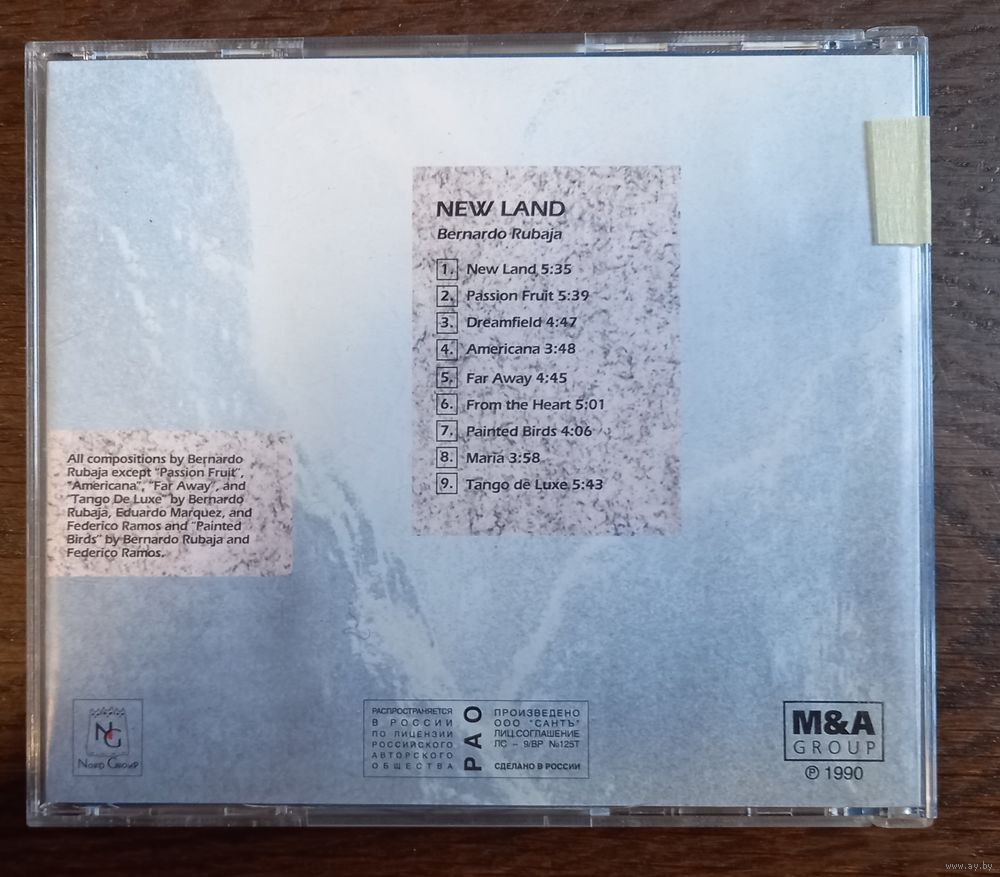 NEW LAND
Bernardo Rubaja
1. New Land 5:35
2. Passion Fruit 5:39
3. Dreamfield 4:47
4. Americana 3:48
5. Far Away 4:45
6. From the Heart 5:01
7. Painted Birds 4:06
8. Maria 3:58
9. Tango de Luxe 5:43
All compositions by Bernardo
Rubaja except "Passion Fruit",
"Americana", "Far Away", and
"Tango De Luxe" by Bernardo
Rubaja, Eduardo Marquez, and
Federico Ramos and "Painted
Birds" by Bernardo Rubaja and
Federico Ramos.
NG
NORD GROUP
РАСПРОСТРАНЯЕТСЯ
В РОССИИ
ПО ЛИЦЕНЗИИ
РОССИЙСКОГО
АВТОРСКОГО
ОБЩЕСТВА
РАО
ПРОИЗВЕДЕНО
ООО "САНТЪ"
ЛИЦ.СОГЛАШЕНИЕ
ЛС - 9/ВР №125Т
СДЕЛАНО В РОССИИ
M&A
GROUP
℗ 1990
www.ay.by